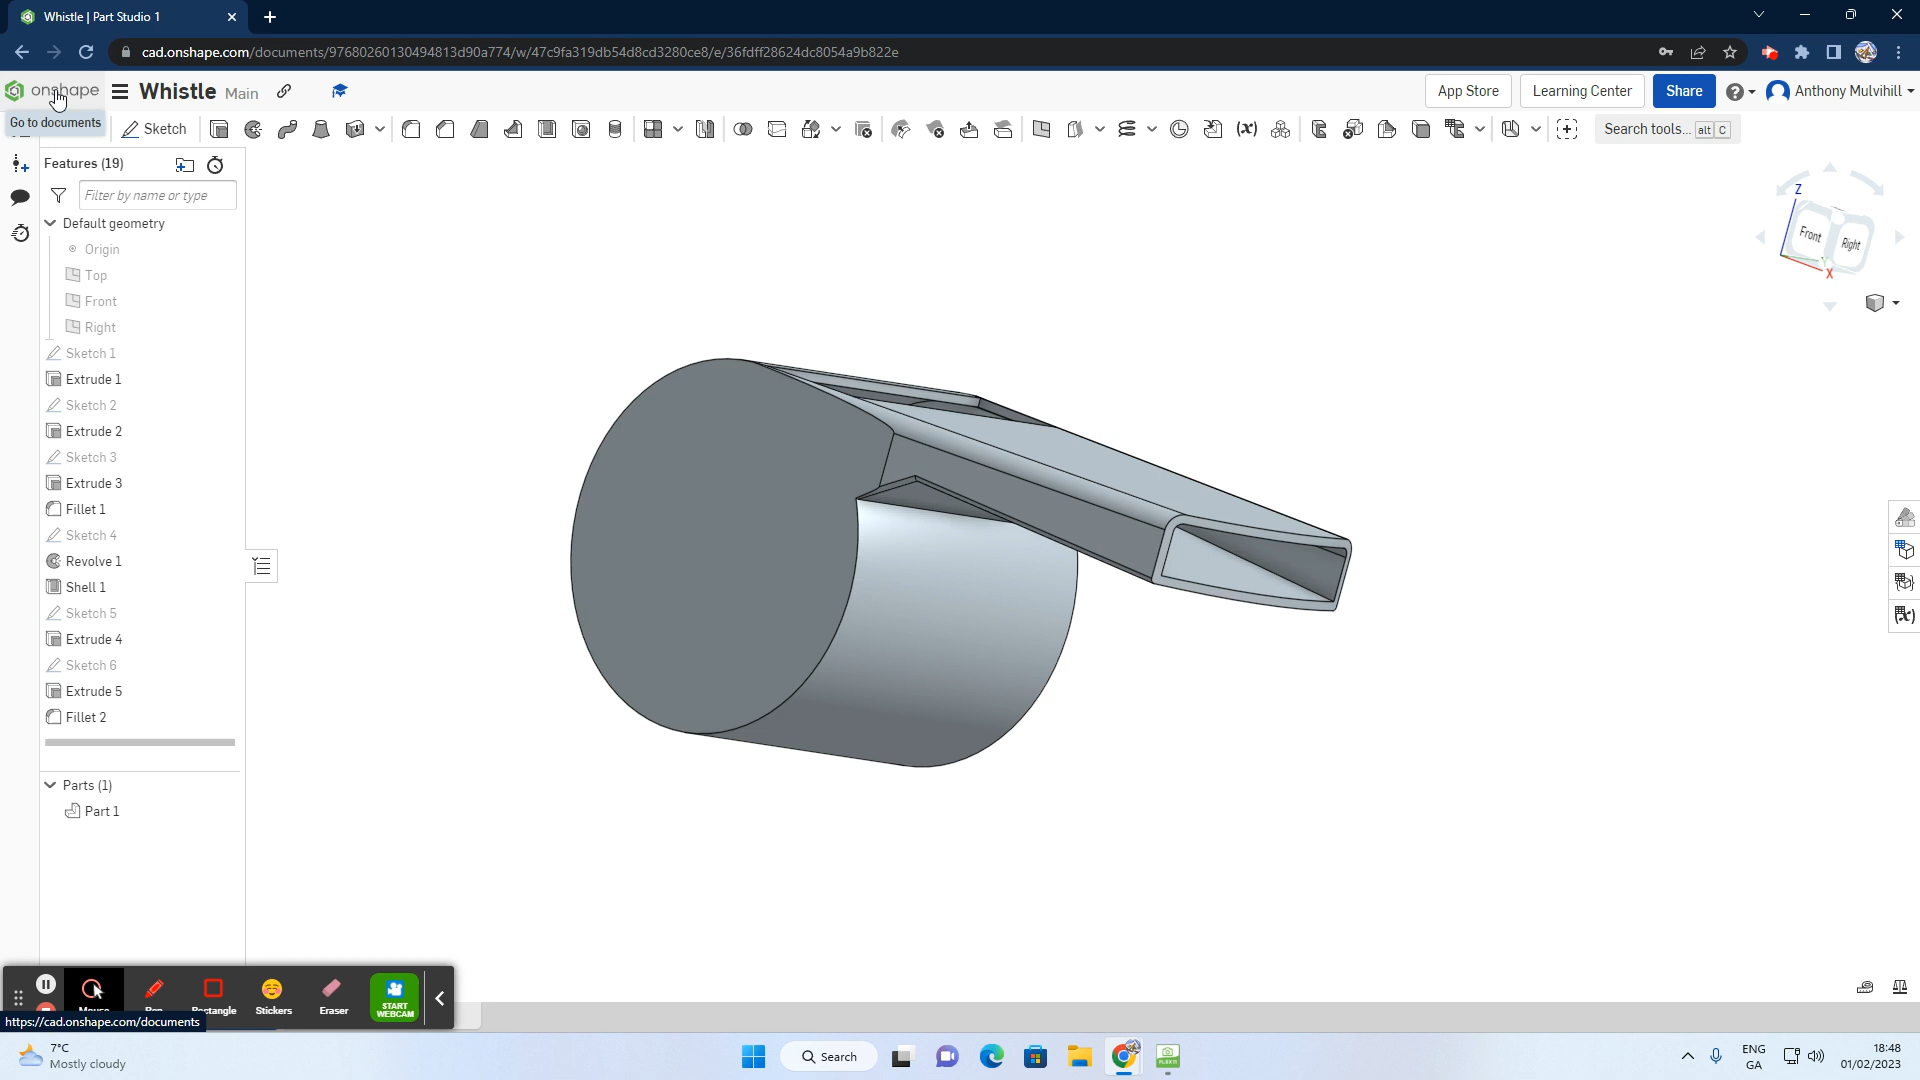 Whistle | Part Studio 1
cad.onshape.com/documents/97680260130494813d90a774/w/47c9fa319db54d8cd3280ce8/e/36fdff28624dc8054a9b822e
onshape
Whistle Main
App Store
Learning Center
Share
Anthony Mulvihill
Go to documents
Sketch
Search tools... alt C
Features (19)
Filter by name or type
Default geometry
Origin
Top
Front
Right
Sketch 1
Extrude 1
Sketch 2
Extrude 2
Sketch 3
Extrude 3
Fillet 1
Sketch 4
Revolve 1
Shell 1
Sketch 5
Extrude 4
Sketch 6
Extrude 5
Fillet 2
Parts (1)
Part 1
Z
Front
Right
X
Rectangle
Stickers
Eraser
START
WEBCAM
https://cad.onshape.com/documents
7°C
Mostly cloudy
Search
ENG
GA
18:48
01/02/2023